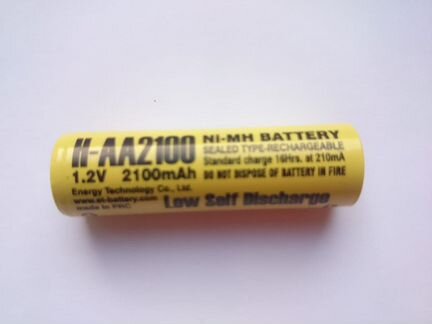 H-AA2100
1.2V 2100mAh
Energy Technology Co., Ltd.
www.et-battery.com
made in PRC
Ni-MH BATTERY
SEALED TYPE-RECHARGEABLE
Standard charge 16Hrs. at 210mA
DO NOT DISPOSE OF BATTERY IN FIRE
Low Self Discharge